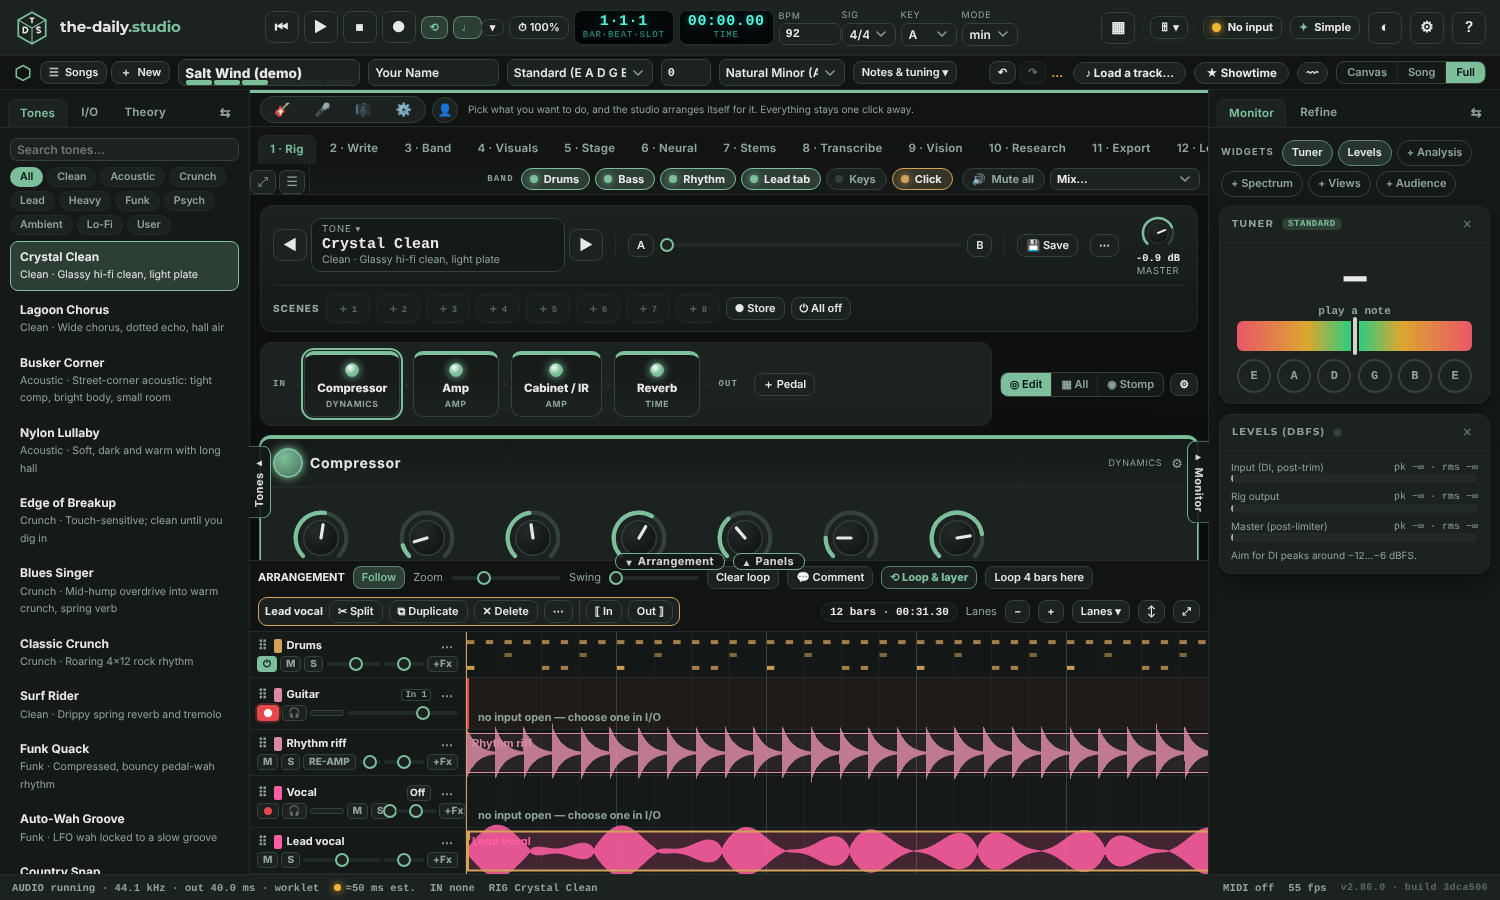 T D S
the-daily.studio
100%
1·1·1
BAR·BEAT·SLOT
00:00.00
TIME
BPM
92
SIG
4/4
KEY
A
MODE
min
No input
Simple
?
Songs
+ New
Salt Wind (demo)
Your Name
Standard (E A D G E
0
Natural Minor (A
Notes & tuning ▾
...
♪ Load a track...
★ Showtime
Canvas
Song
Full
Tones
I/O
Theory
Search tones...
All
Clean
Acoustic
Crunch
Lead
Heavy
Funk
Psych
Ambient
Lo-Fi
User
Crystal Clean
Clean · Glassy hi-fi clean, light plate
Lagoon Chorus
Clean · Wide chorus, dotted echo, hall air
Busker Corner
Acoustic · Street-corner acoustic: tight
comp, bright body, small room
Nylon Lullaby
Acoustic · Soft, dark and warm with long
hall
Edge of Breakup
Crunch · Touch-sensitive; clean until you
dig in
Blues Singer
Crunch · Mid-hump overdrive into warm
crunch, spring verb
Classic Crunch
Crunch · Roaring 4×12 rock rhythm
Surf Rider
Clean · Drippy spring reverb and tremolo
Funk Quack
Funk · Compressed, bouncy pedal-wah
rhythm
Auto-Wah Groove
Funk · LFO wah locked to a slow groove
Country Snap
Pick what you want to do, and the studio arranges itself for it. Everything stays one click away.
1 · Rig
2 · Write
3 · Band
4 · Visuals
5 · Stage
6 · Neural
7 · Stems
8 · Transcribe
9 · Vision
10 · Research
11 · Export
BAND
Drums
Bass
Rhythm
Lead tab
Keys
Click
Mute all
Mix...
TONE ▾
Crystal Clean
Clean · Glassy hi-fi clean, light plate
A
B
Save
...
-0.9 dB
MASTER
SCENES
+ 1
+ 2
+ 3
+ 4
+ 5
+ 6
+ 7
+ 8
Store
All off
IN
Compressor
DYNAMICS
Amp
AMP
Cabinet / IR
AMP
Reverb
TIME
OUT
+ Pedal
Edit
All
Stomp
Tones
Compressor
DYNAMICS
Monitor
Arrangement
Panels
ARRANGEMENT
Follow
Zoom
Swing
Clear loop
Comment
Loop & layer
Loop 4 bars here
Lead vocal
Split
Duplicate
Delete
...
⟦ In
Out ⟧
12 bars · 00:31.30
Lanes
−
+
Lanes ▾
Drums
...
M
S
+Fx
Guitar
In 1
...
no input open — choose one in I/O
Rhythm riff
...
M
S
RE-AMP
+Fx
Rhythm riff
Vocal
Off
...
M
S
+Fx
no input open — choose one in I/O
Lead vocal
...
M
S
+Fx
Lead vocal
Monitor
Refine
WIDGETS
Tuner
Levels
+ Analysis
+ Spectrum
+ Views
+ Audience
TUNER
STANDARD
×
—
play a note
E
A
D
G
B
E
LEVELS (DBFS)
×
Input (DI, post-trim)
pk −∞ · rms −∞
Rig output
pk −∞ · rms −∞
Master (post-limiter)
pk −∞ · rms −∞
Aim for DI peaks around −12…−6 dBFS.
AUDIO running · 44.1 kHz · out 40.0 ms · worklet
≈50 ms est.
IN none
RIG Crystal Clean
MIDI off
55 fps
v2.86.0 · build 3dca506